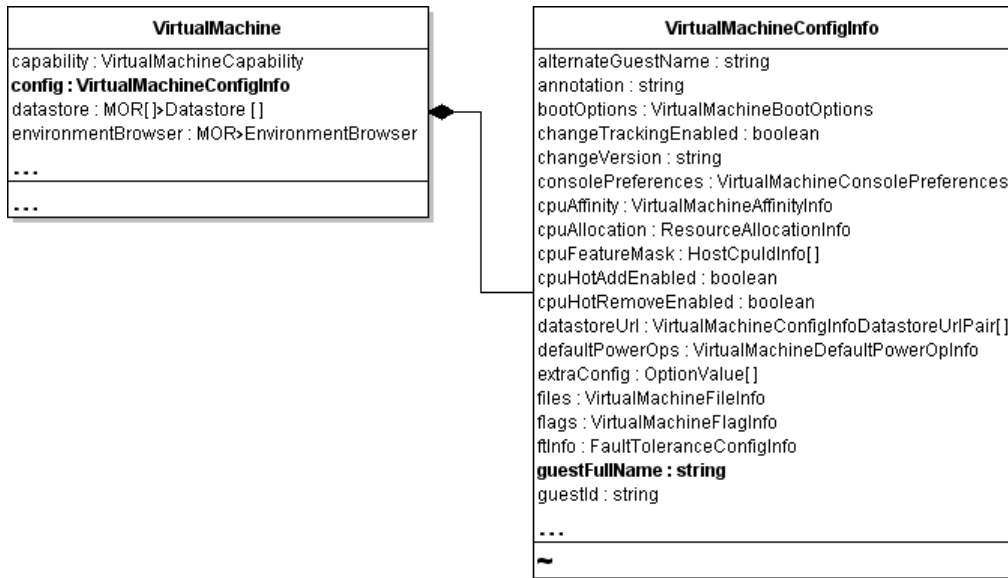 VirtualMachine
capability : VirtualMachineCapability
config : VirtualMachineConfigInfo
datastore : MOR[]>Datastore []
environmentBrowser : MOR>EnvironmentBrowser
...
...
VirtualMachineConfigInfo
alternateGuestName : string
annotation : string
bootOptions : VirtualMachineBootOptions
changeTrackingEnabled : boolean
changeVersion : string
consolePreferences : VirtualMachineConsolePreferences
cpuAffinity : VirtualMachineAffinityInfo
cpuAllocation : ResourceAllocationInfo
cpuFeatureMask : HostCpuIdInfo[]
cpuHotAddEnabled : boolean
cpuHotRemoveEnabled : boolean
datastoreUrl : VirtualMachineConfigInfoDatastoreUrlPair[]
defaultPowerOps : VirtualMachineDefaultPowerOpInfo
extraConfig : OptionValue[]
files : VirtualMachineFileInfo
flags : VirtualMachineFlagInfo
ftInfo : FaultToleranceConfigInfo
guestFullName : string
guestId : string
...
~